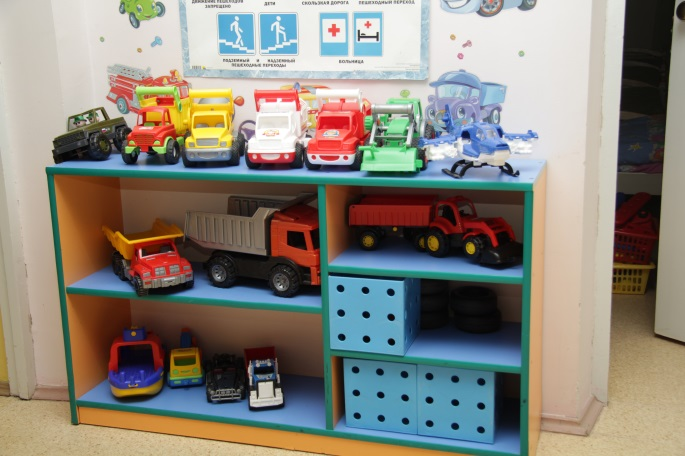 ДВИЖЕНИЕ ПЕШЕХОДОВ
ЗАПРЕЩЕНО
ДЕТИ
СКОЛЬЗКАЯ ДОРОГА
ПЕШЕХОДНЫЙ ПЕРЕХОД
ПОДЗЕМНЫЙ И НАДЗЕМНЫЙ
ПЕШЕХОДНЫЕ ПЕРЕХОДЫ
БОЛЬНИЦА